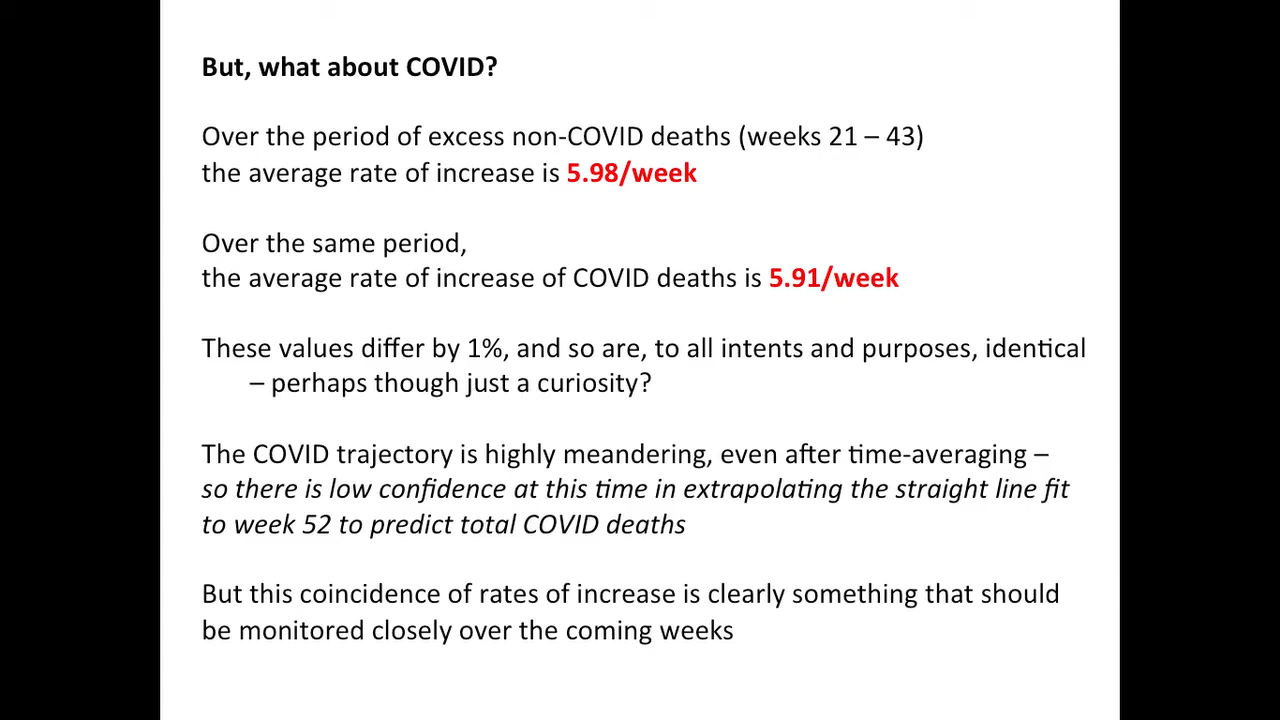 But, what about COVID?
Over the period of excess non-COVID deaths (weeks 21 – 43)
the average rate of increase is 5.98/week
Over the same period,
the average rate of increase of COVID deaths is 5.91/week
These values differ by 1%, and so are, to all intents and purposes, identical
– perhaps though just a curiosity?
The COVID trajectory is highly meandering, even after time-averaging –
so there is low confidence at this time in extrapolating the straight line fit
to week 52 to predict total COVID deaths
But this coincidence of rates of increase is clearly something that should
be monitored closely over the coming weeks